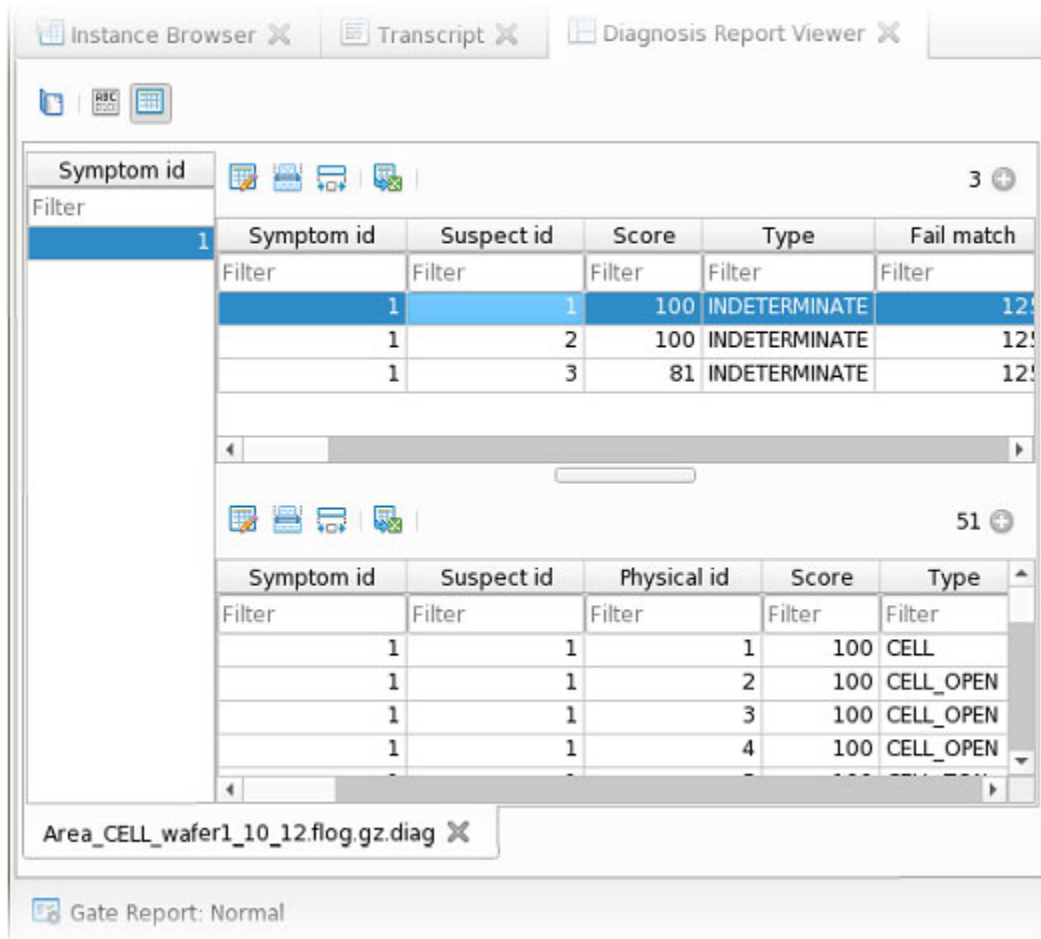 Instance Browser Transcript Diagnosis Report Viewer
ABC
Symptom id
Filter
1
3
Symptom id Suspect id Score Type Fail match
Filter Filter Filter Filter Filter
1 1 100 INDETERMINATE
1 2 100 INDETERMINATE
1 3 81 INDETERMINATE
51
Symptom id Suspect id Physical id Score Type
Filter Filter Filter Filter Filter
1 1 1 100 CELL
1 1 2 100 CELL_OPEN
1 1 3 100 CELL_OPEN
1 1 4 100 CELL_OPEN
Area_CELL_wafer1_10_12.flog.gz.diag
Gate Report: Normal